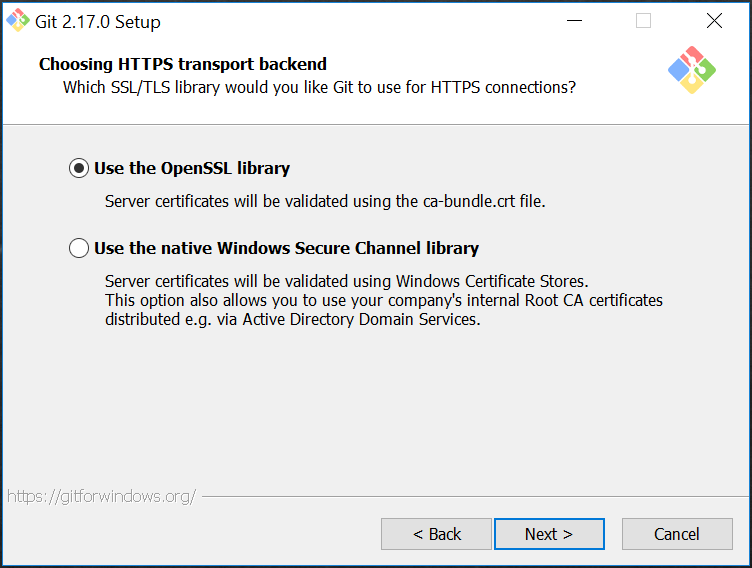 Git 2.17.0 Setup
Choosing HTTPS transport backend
Which SSL/TLS library would you like Git to use for HTTPS connections?
Use the OpenSSL library
Server certificates will be validated using the ca-bundle.crt file.
Use the native Windows Secure Channel library
Server certificates will be validated using Windows Certificate Stores.
This option also allows you to use your company's internal Root CA certificates
distributed e.g. via Active Directory Domain Services.
https://gitforwindows.org/
< Back
Next >
Cancel